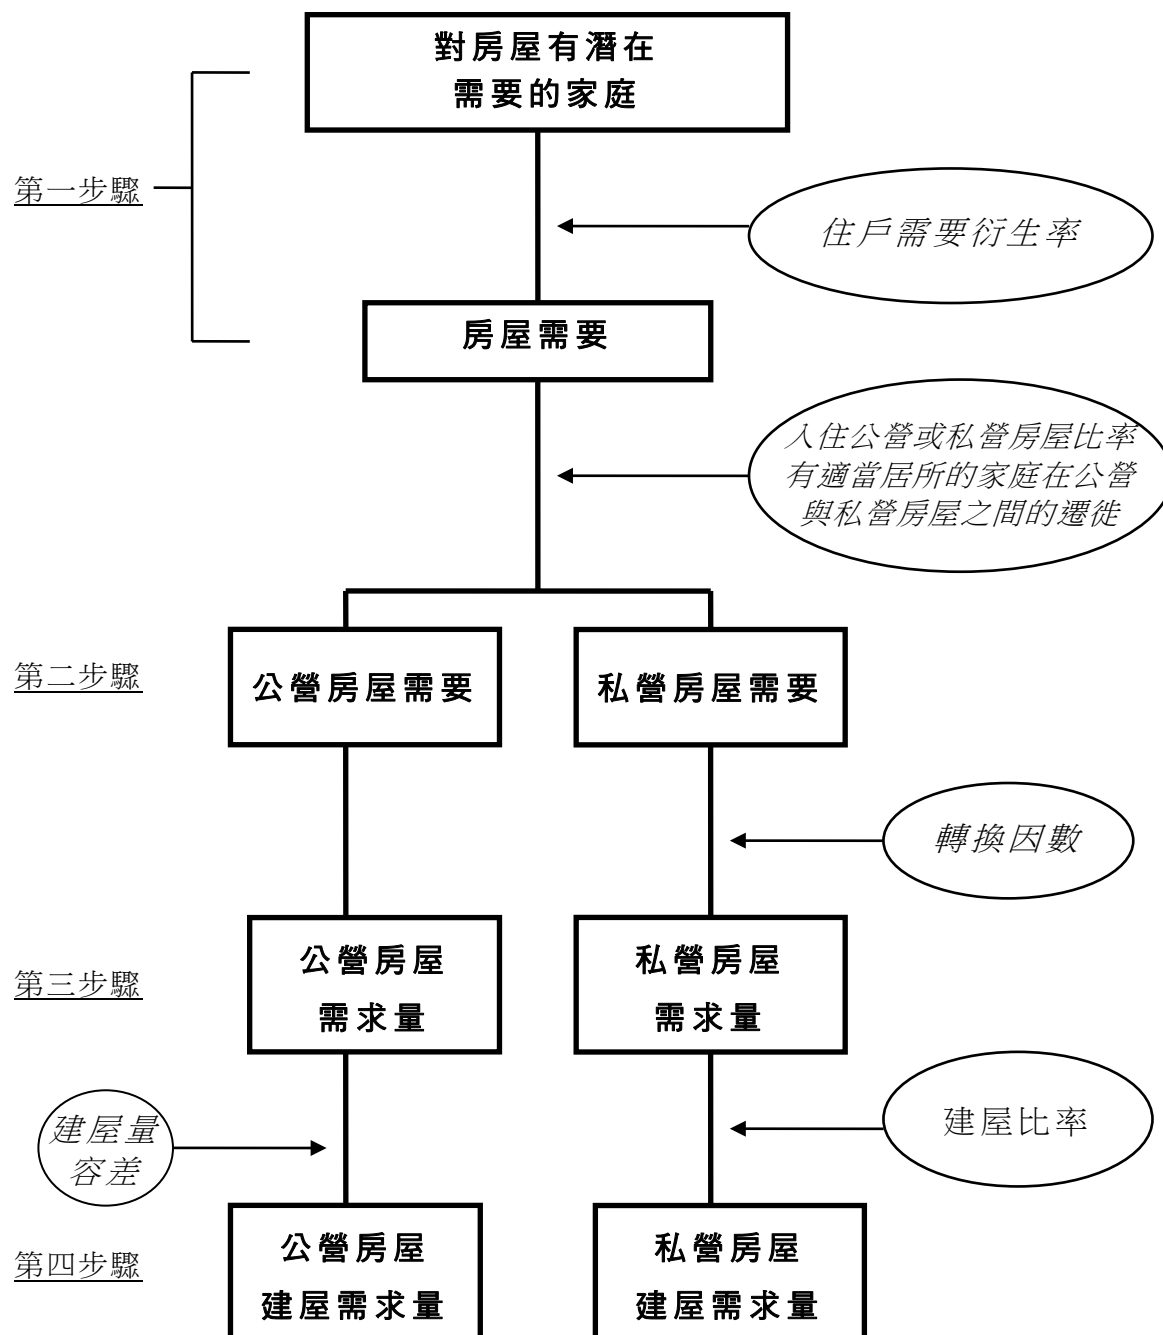 對房屋有潛在
需要的家庭
第一步驟
住戶需要衍生率
房屋需要
入住公營或私營房屋比率
有適當居所的家庭在公營
與私營房屋之間的遷徙
第二步驟
公營房屋需要
私營房屋需要
轉換因數
第三步驟
公營房屋
需求量
私營房屋
需求量
建屋量
容差
建屋比率
第四步驟
公營房屋
建屋需求量
私營房屋
建屋需求量